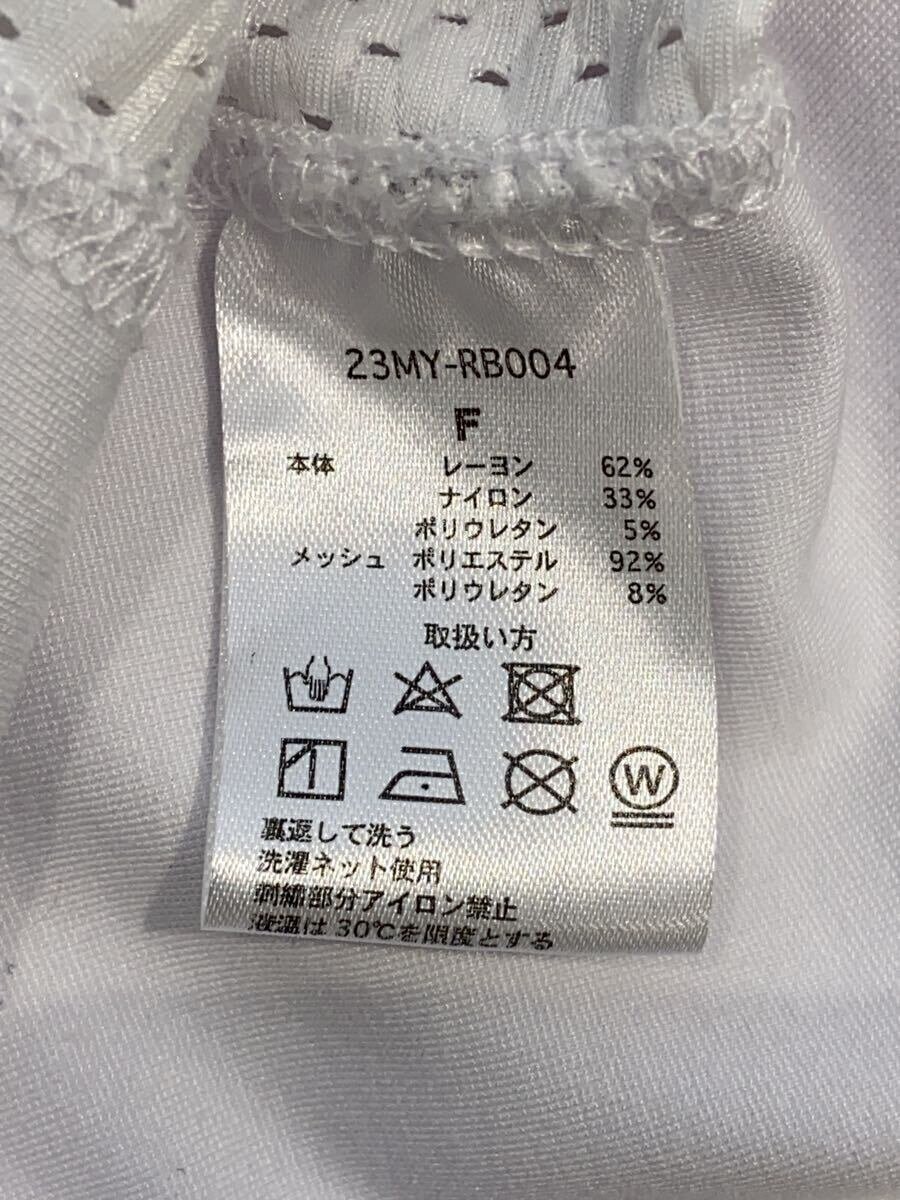 23MY-RB004
F
本体 レーヨン 62%
ナイロン 33%
ポリウレタン 5%
メッシュ ポリエステル 92%
ポリウレタン 8%
取扱い方
W
裏返して洗う
洗濯ネット使用
刺繍部分アイロン禁止
液温は30℃を限度とする